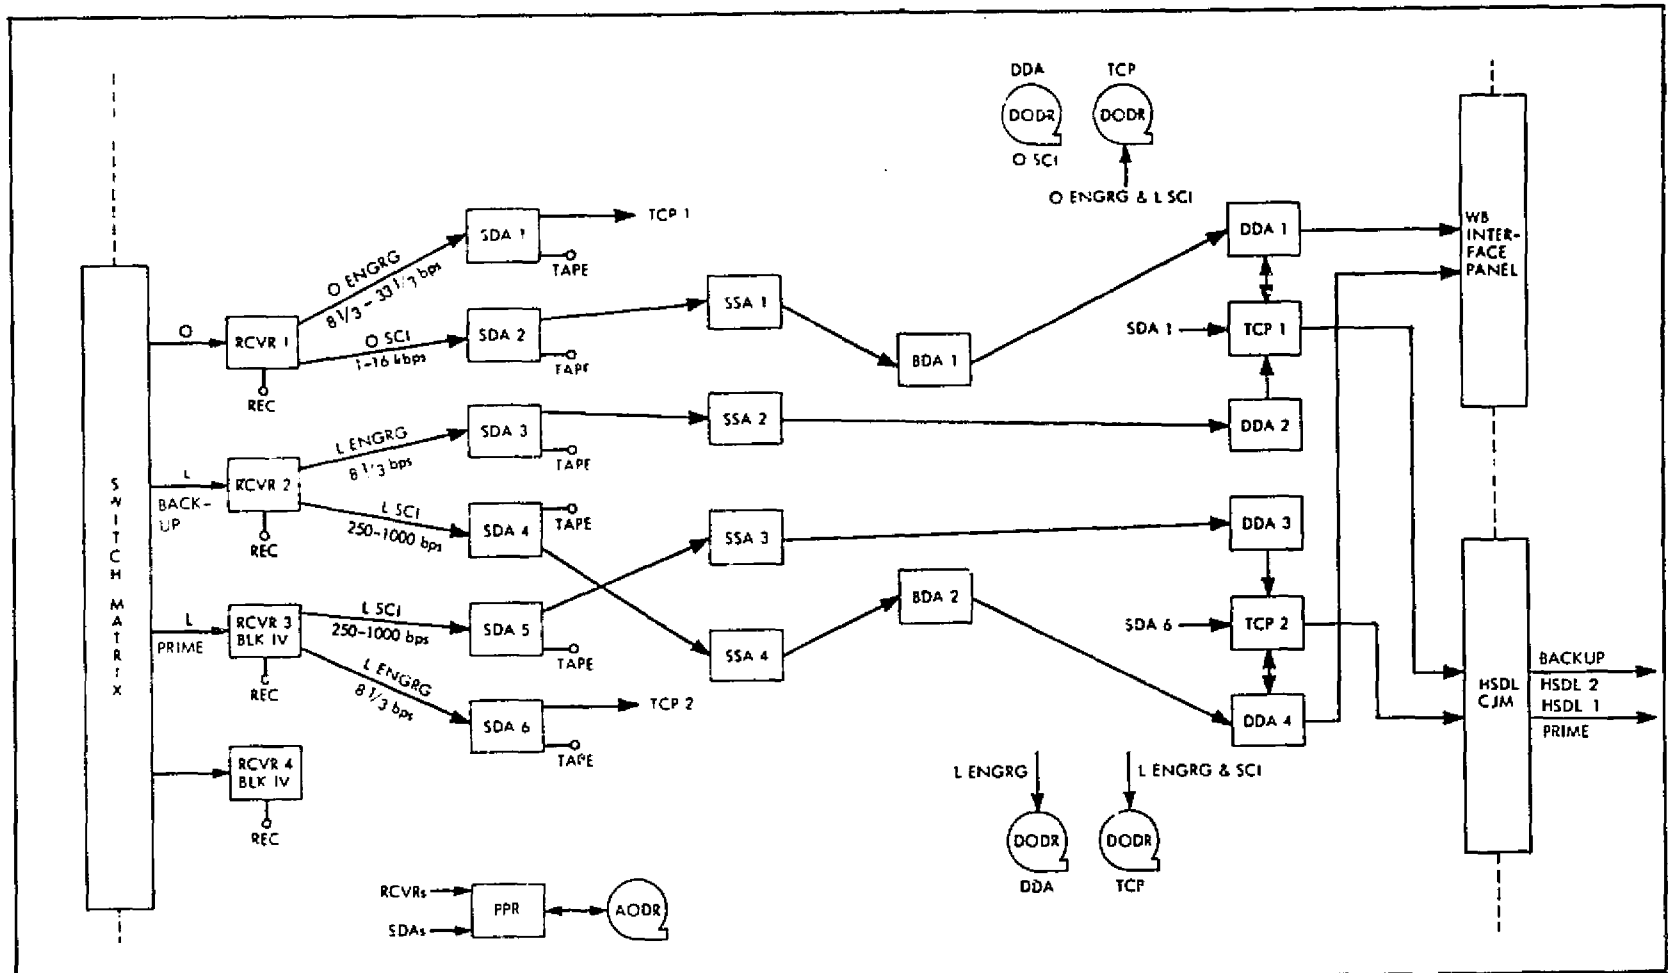 DDA
TCP
DODR
DODR
O SCI
O ENGRG & L SCI
SWITCH MATRIX
O
L
BACK-
UP
L
PRIME
RCVR 1
REC
RCVR 2
REC
RCVR 3
BLK IV
REC
RCVR 4
BLK IV
REC
O ENGRG
8 1/3 - 33 1/3 bps
O SCI
1-16 kbps
L ENGRG
8 1/3 bps
L SCI
250-1000 bps
L SCI
250-1000 bps
L ENGRG
8 1/3 bps
SDA 1
TAPE
TCP 1
SDA 2
TAPE
SDA 3
TAPE
SDA 4
TAPE
SDA 5
TAPE
SDA 6
TAPE
TCP 2
SSA 1
SSA 2
SSA 3
SSA 4
BDA 1
BDA 2
DDA 1
SDA 1
TCP 1
DDA 2
DDA 3
SDA 6
TCP 2
DDA 4
WB
INTER-
FACE
PANEL
HSDL
CJM
BACKUP
HSDL 2
HSDL 1
PRIME
L ENGRG
L ENGRG & SCI
DODR
DODR
DDA
TCP
RCVRs
SDAs
FPR
AODR